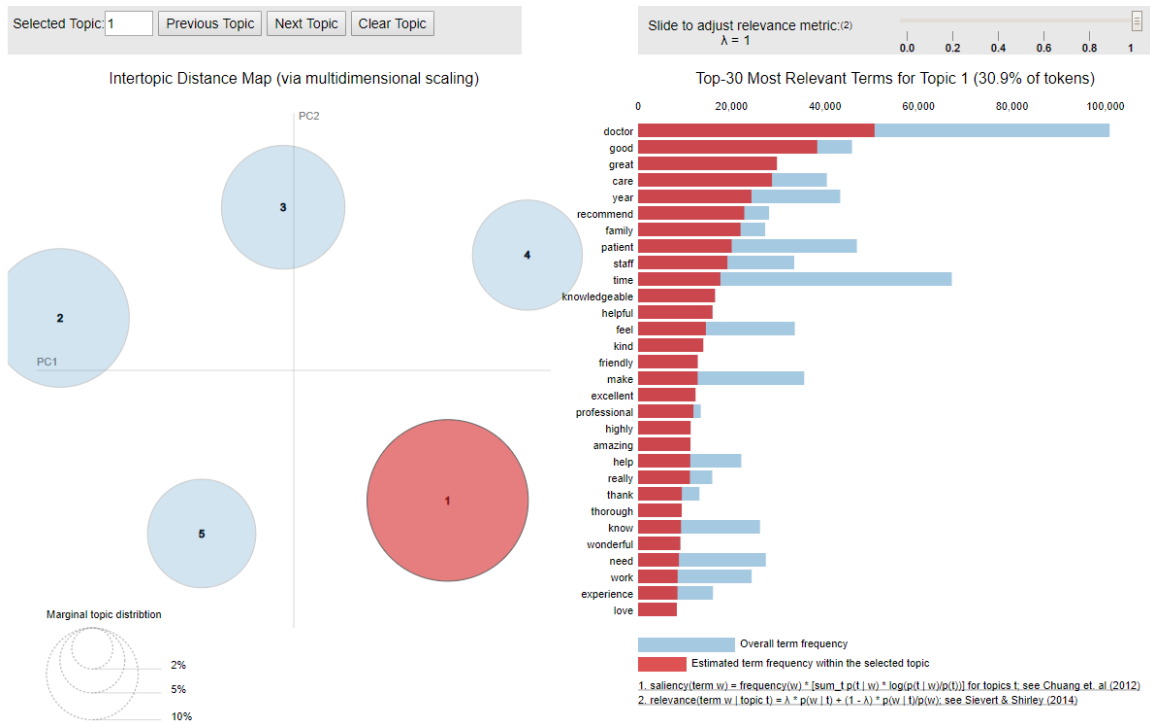 Selected Topic: 1 Previous Topic Next Topic Clear Topic
Slide to adjust relevance metric:(2)
λ = 1
0.0 0.2 0.4 0.6 0.8 1
Intertopic Distance Map (via multidimensional scaling)
PC2
PC1
3
4
2
1
5
Marginal topic distribtion
2%
5%
10%
Top-30 Most Relevant Terms for Topic 1 (30.9% of tokens)
0 20,000 40,000 60,000 80,000 100,000
doctor
good
great
care
year
recommend
family
patient
staff
time
knowledgeable
helpful
feel
kind
friendly
make
excellent
professional
highly
amazing
help
really
thank
thorough
know
wonderful
need
work
experience
love
Overall term frequency
Estimated term frequency within the selected topic
1. saliency(term w) = frequency(w) * [sum_t p(t | w) * log(p(t | w)/p(t))] for topics t; see Chuang et. al (2012)
2. relevance(term w | topic t) = λ * p(w | t) + (1 - λ) * p(w | t)/p(w); see Sievert & Shirley (2014)